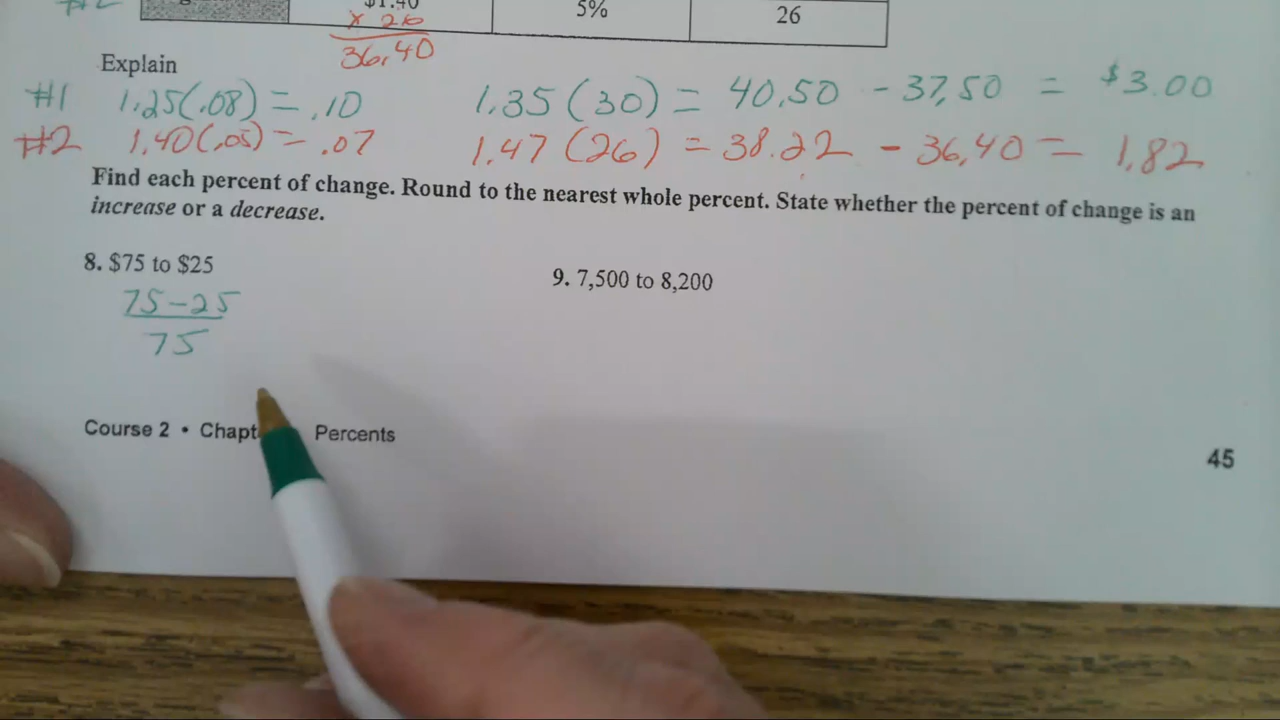 $1.40 5% 26
x 26
36.40
Explain
#1 1.25(.08) = .10 1.35(30) = 40.50 - 37.50 = $3.00
#2 1.40(.05) = .07 1.47(26) = 38.22 - 36.40 = 1.82
Find each percent of change. Round to the nearest whole percent. State whether the percent of change is an
increase or a decrease.
8. $75 to $25 9. 7,500 to 8,200
75-25
75
Course 2 • Chapt Percents 45